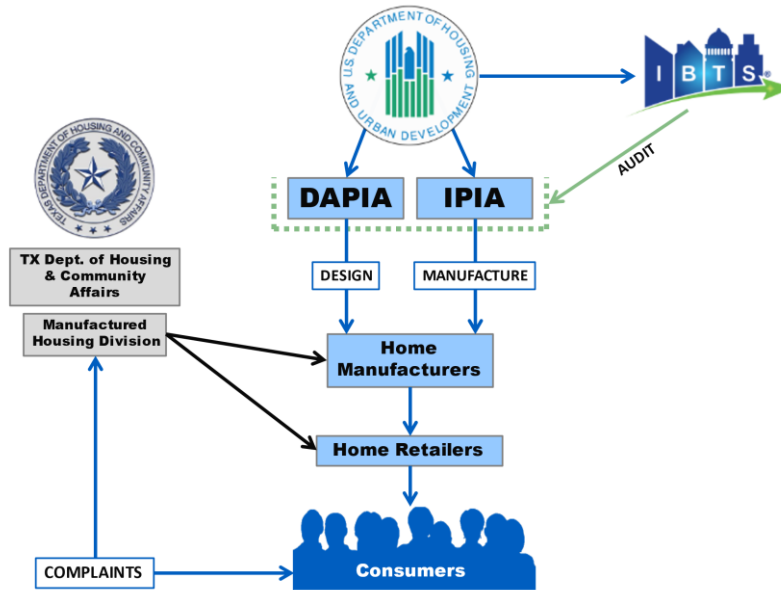 U.S. DEPARTMENT OF HOUSING
AND URBAN DEVELOPMENT
IBTS®
AUDIT
TEXAS DEPARTMENT OF HOUSING AND COMMUNITY AFFAIRS
DAPIA
IPIA
TX Dept. of Housing
& Community
Affairs
DESIGN
MANUFACTURE
Manufactured
Housing Division
Home
Manufacturers
Home Retailers
COMPLAINTS
Consumers